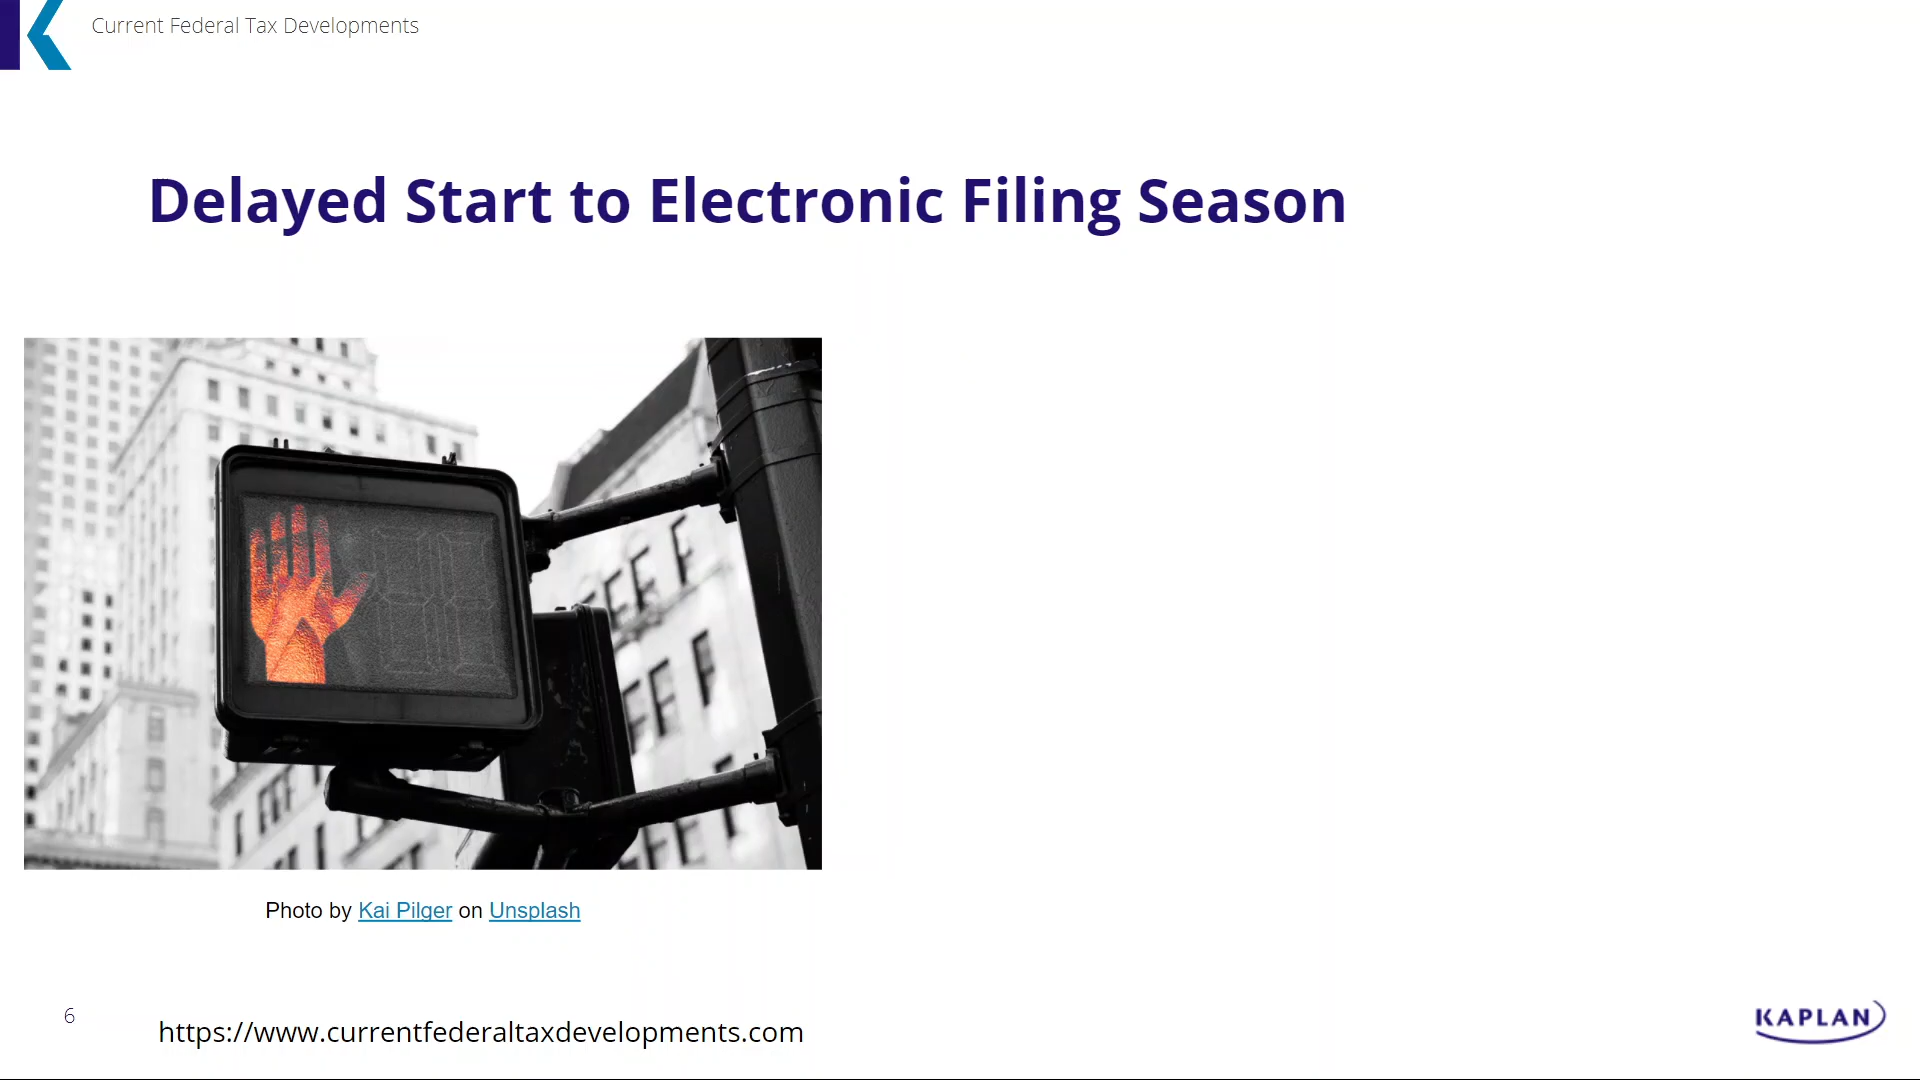 Current Federal Tax Developments
Delayed Start to Electronic Filing Season
Photo by Kai Pilger on Unsplash
6
https://www.currentfederaltaxdevelopments.com
KAPLAN